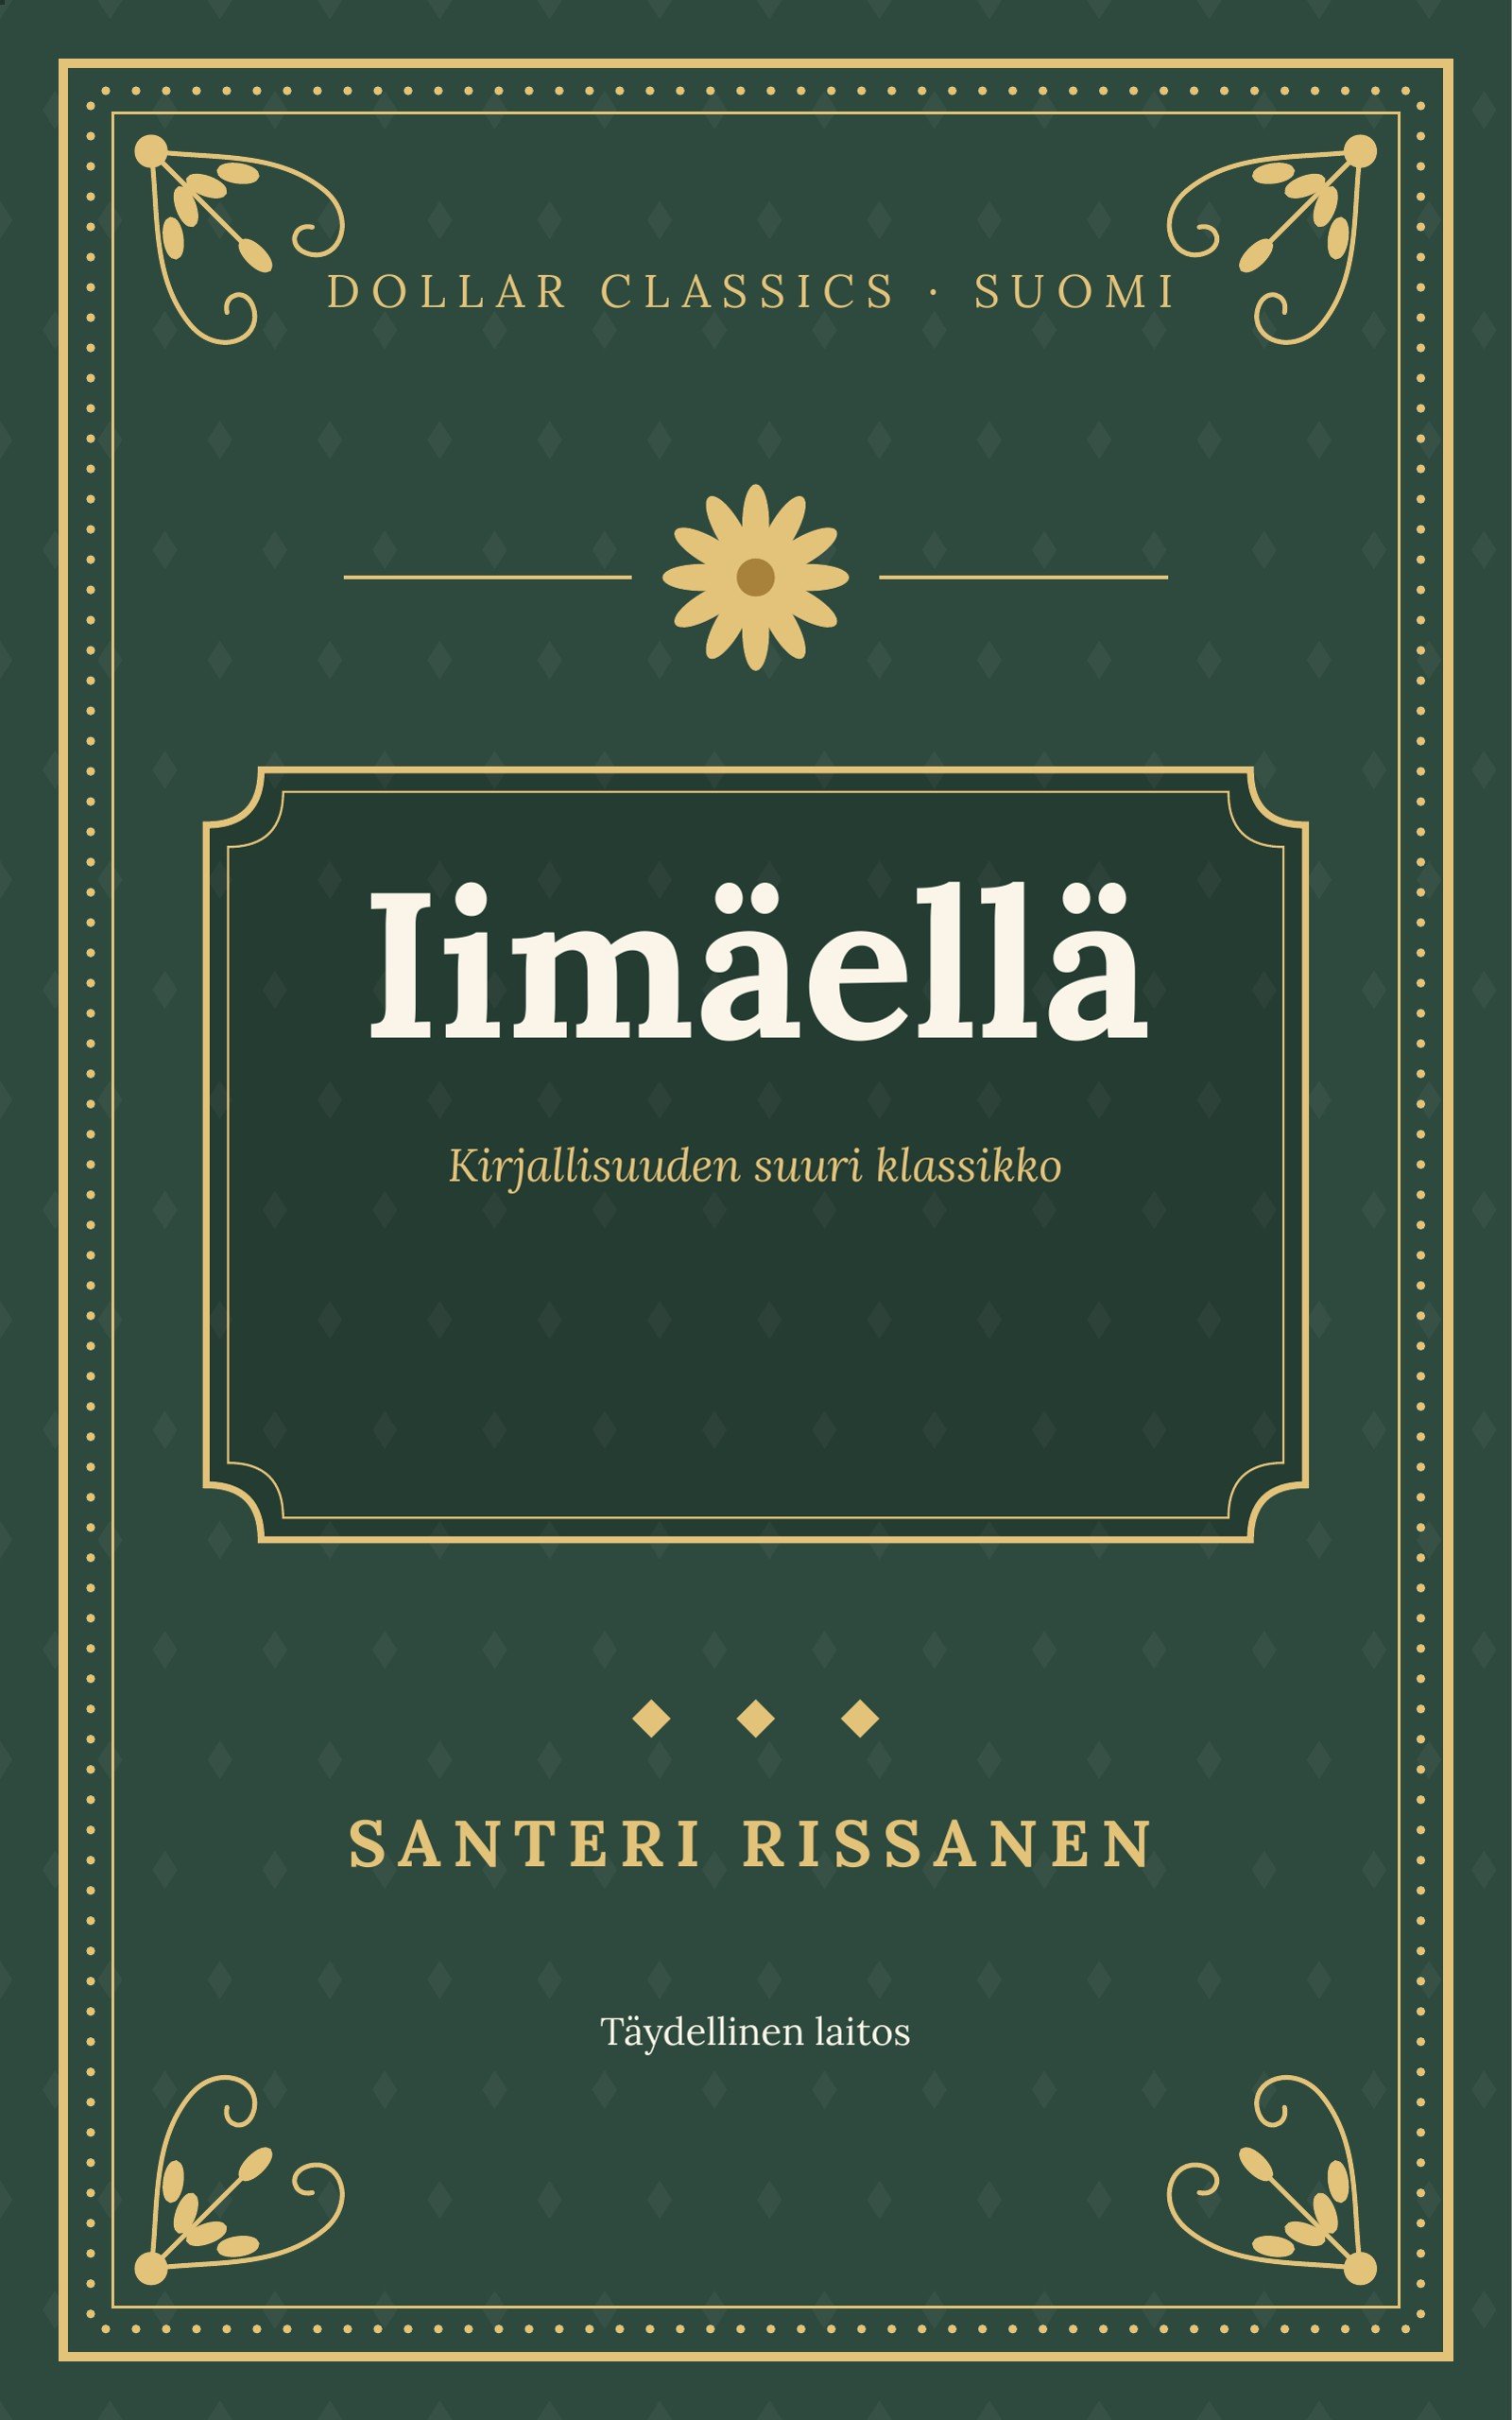 DOLLAR CLASSICS · SUOMI
Iimäellä
Kirjallisuuden suuri klassikko
SANTERI RISSANEN
Täydellinen laitos